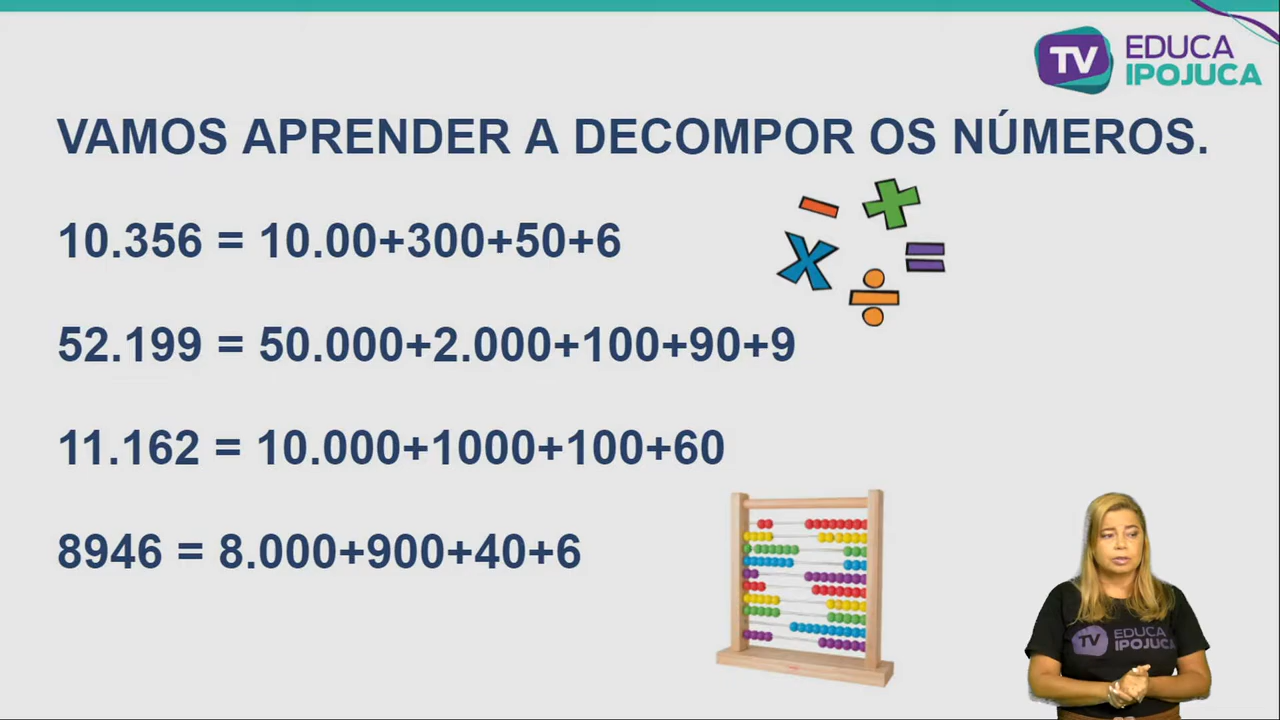 TV EDUCA
IPOJUCA
VAMOS APRENDER A DECOMPOR OS NÚMEROS.
10.356 = 10.00+300+50+6
52.199 = 50.000+2.000+100+90+9
11.162 = 10.000+1000+100+60
8946 = 8.000+900+40+6
TV EDUCA
IPOJUCA